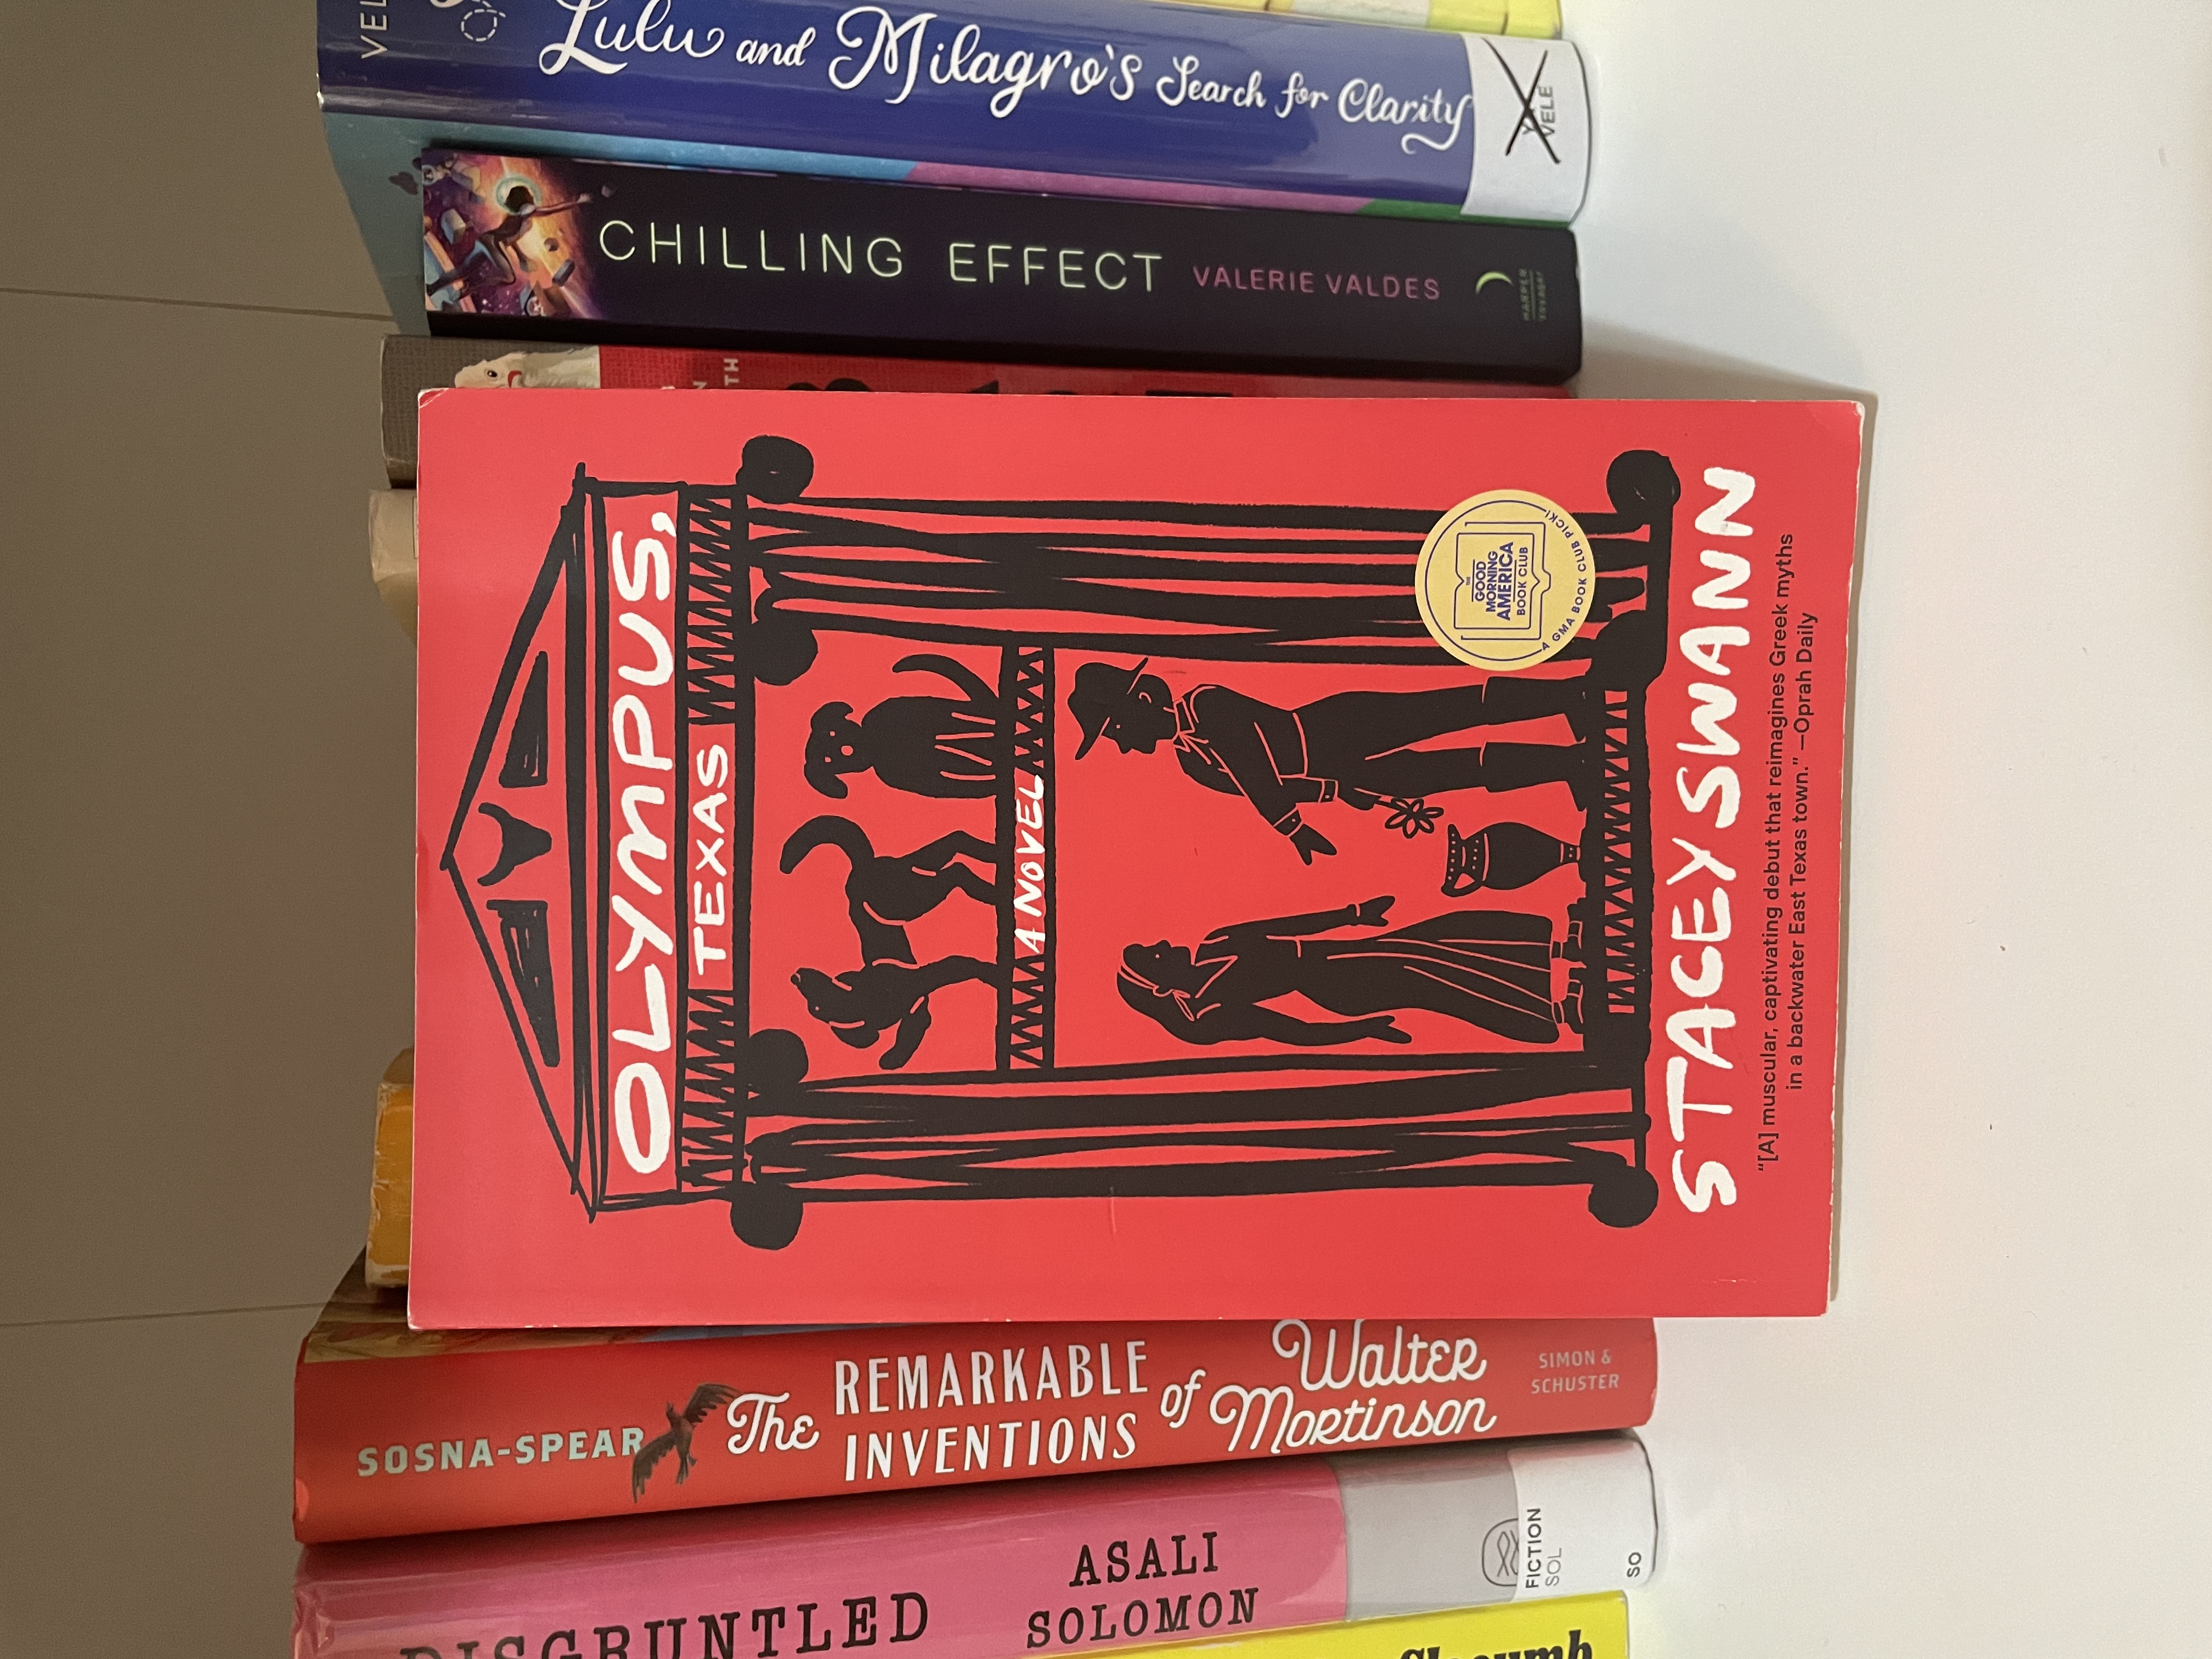 VEL
Lulu and Milagro's Search for Clarity
VELE
CHILLING EFFECT VALERIE VALDES
HARPER
VOYAGER
TH
OLYMPUS,
TEXAS
A NOVEL
THE
GOOD
MORNING
AMERICA
BOOK CLUB
A GMA BOOK CLUB PICK!
STACEY SWANN
"[A] muscular, captivating debut that reimagines Greek myths
in a backwater East Texas town." —Oprah Daily
SOSNA-SPEAR
The
REMARKABLE
INVENTIONS
of
Walter
Mortinson
SIMON &
SCHUSTER
DISGRUNTLED
ASALI
SOLOMON
FICTION
SOL
SO
Slocumb